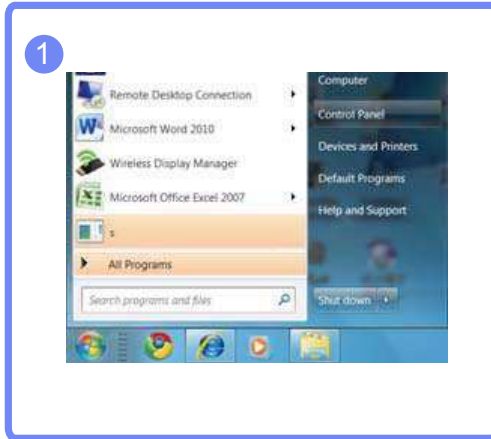 1
Remote Desktop Connection
Microsoft Word 2010
Wireless Display Manager
Microsoft Office Excel 2007
s
All Programs
Search programs and files
Computer
Control Panel
Devices and Printers
Default Programs
Help and Support
Shut down